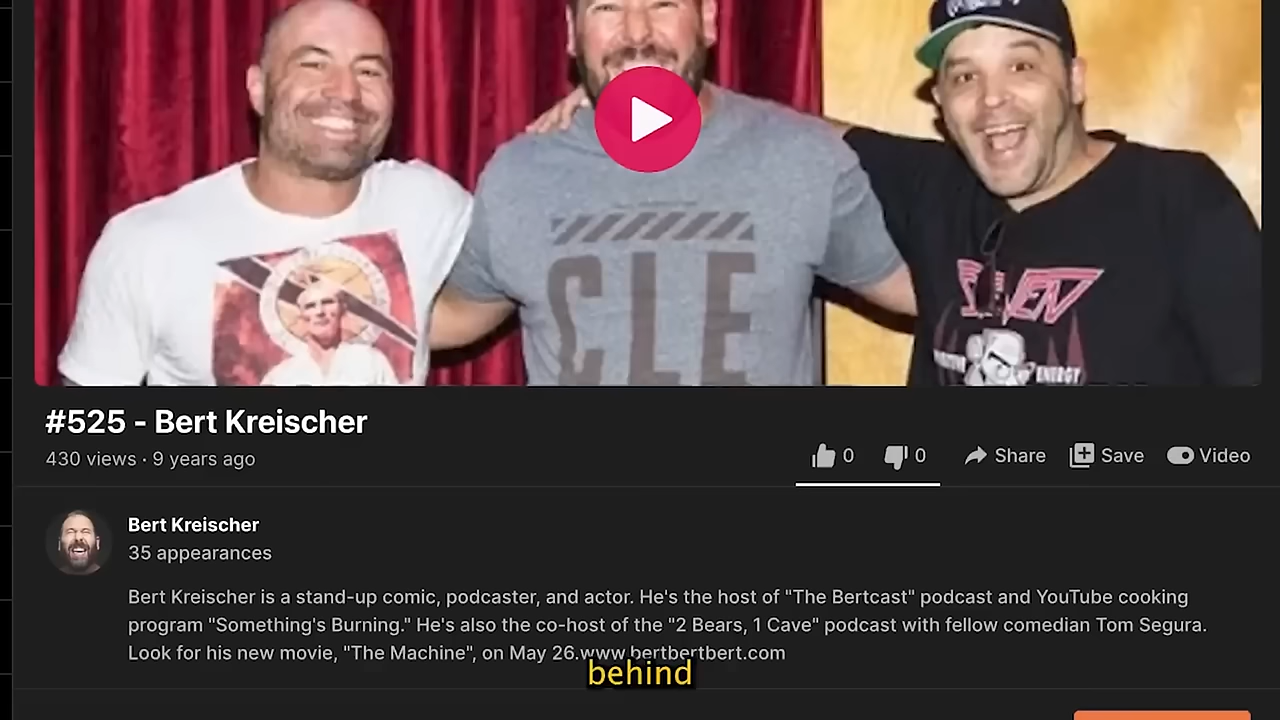 CLE
ENERGY
#525 - Bert Kreischer
430 views · 9 years ago
0
0
Share
Save
Video
Bert Kreischer
35 appearances
Bert Kreischer is a stand-up comic, podcaster, and actor. He's the host of "The Bertcast" podcast and YouTube cooking
program "Something's Burning." He's also the co-host of the "2 Bears, 1 Cave" podcast with fellow comedian Tom Segura.
Look for his new movie, "The Machine", on May 26.www.bertbertbert.com
behind